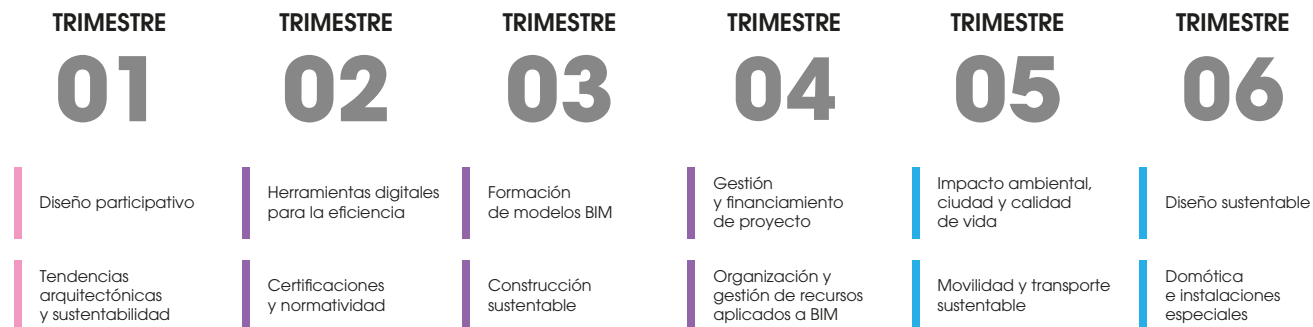 TRIMESTRE
01
Diseño participativo
Tendencias
arquitectónicas
y sustentabilidad
TRIMESTRE
02
Herramientas digitales
para la eficiencia
Certificaciones
y normatividad
TRIMESTRE
03
Formación
de modelos BIM
Construcción
sustentable
TRIMESTRE
04
Gestión
y financiamiento
de proyecto
Organización y
gestión de recursos
aplicados a BIM
TRIMESTRE
05
Impacto ambiental,
ciudad y calidad
de vida
Movilidad y transporte
sustentable
TRIMESTRE
06
Diseño sustentable
Domótica
e instalaciones
especiales